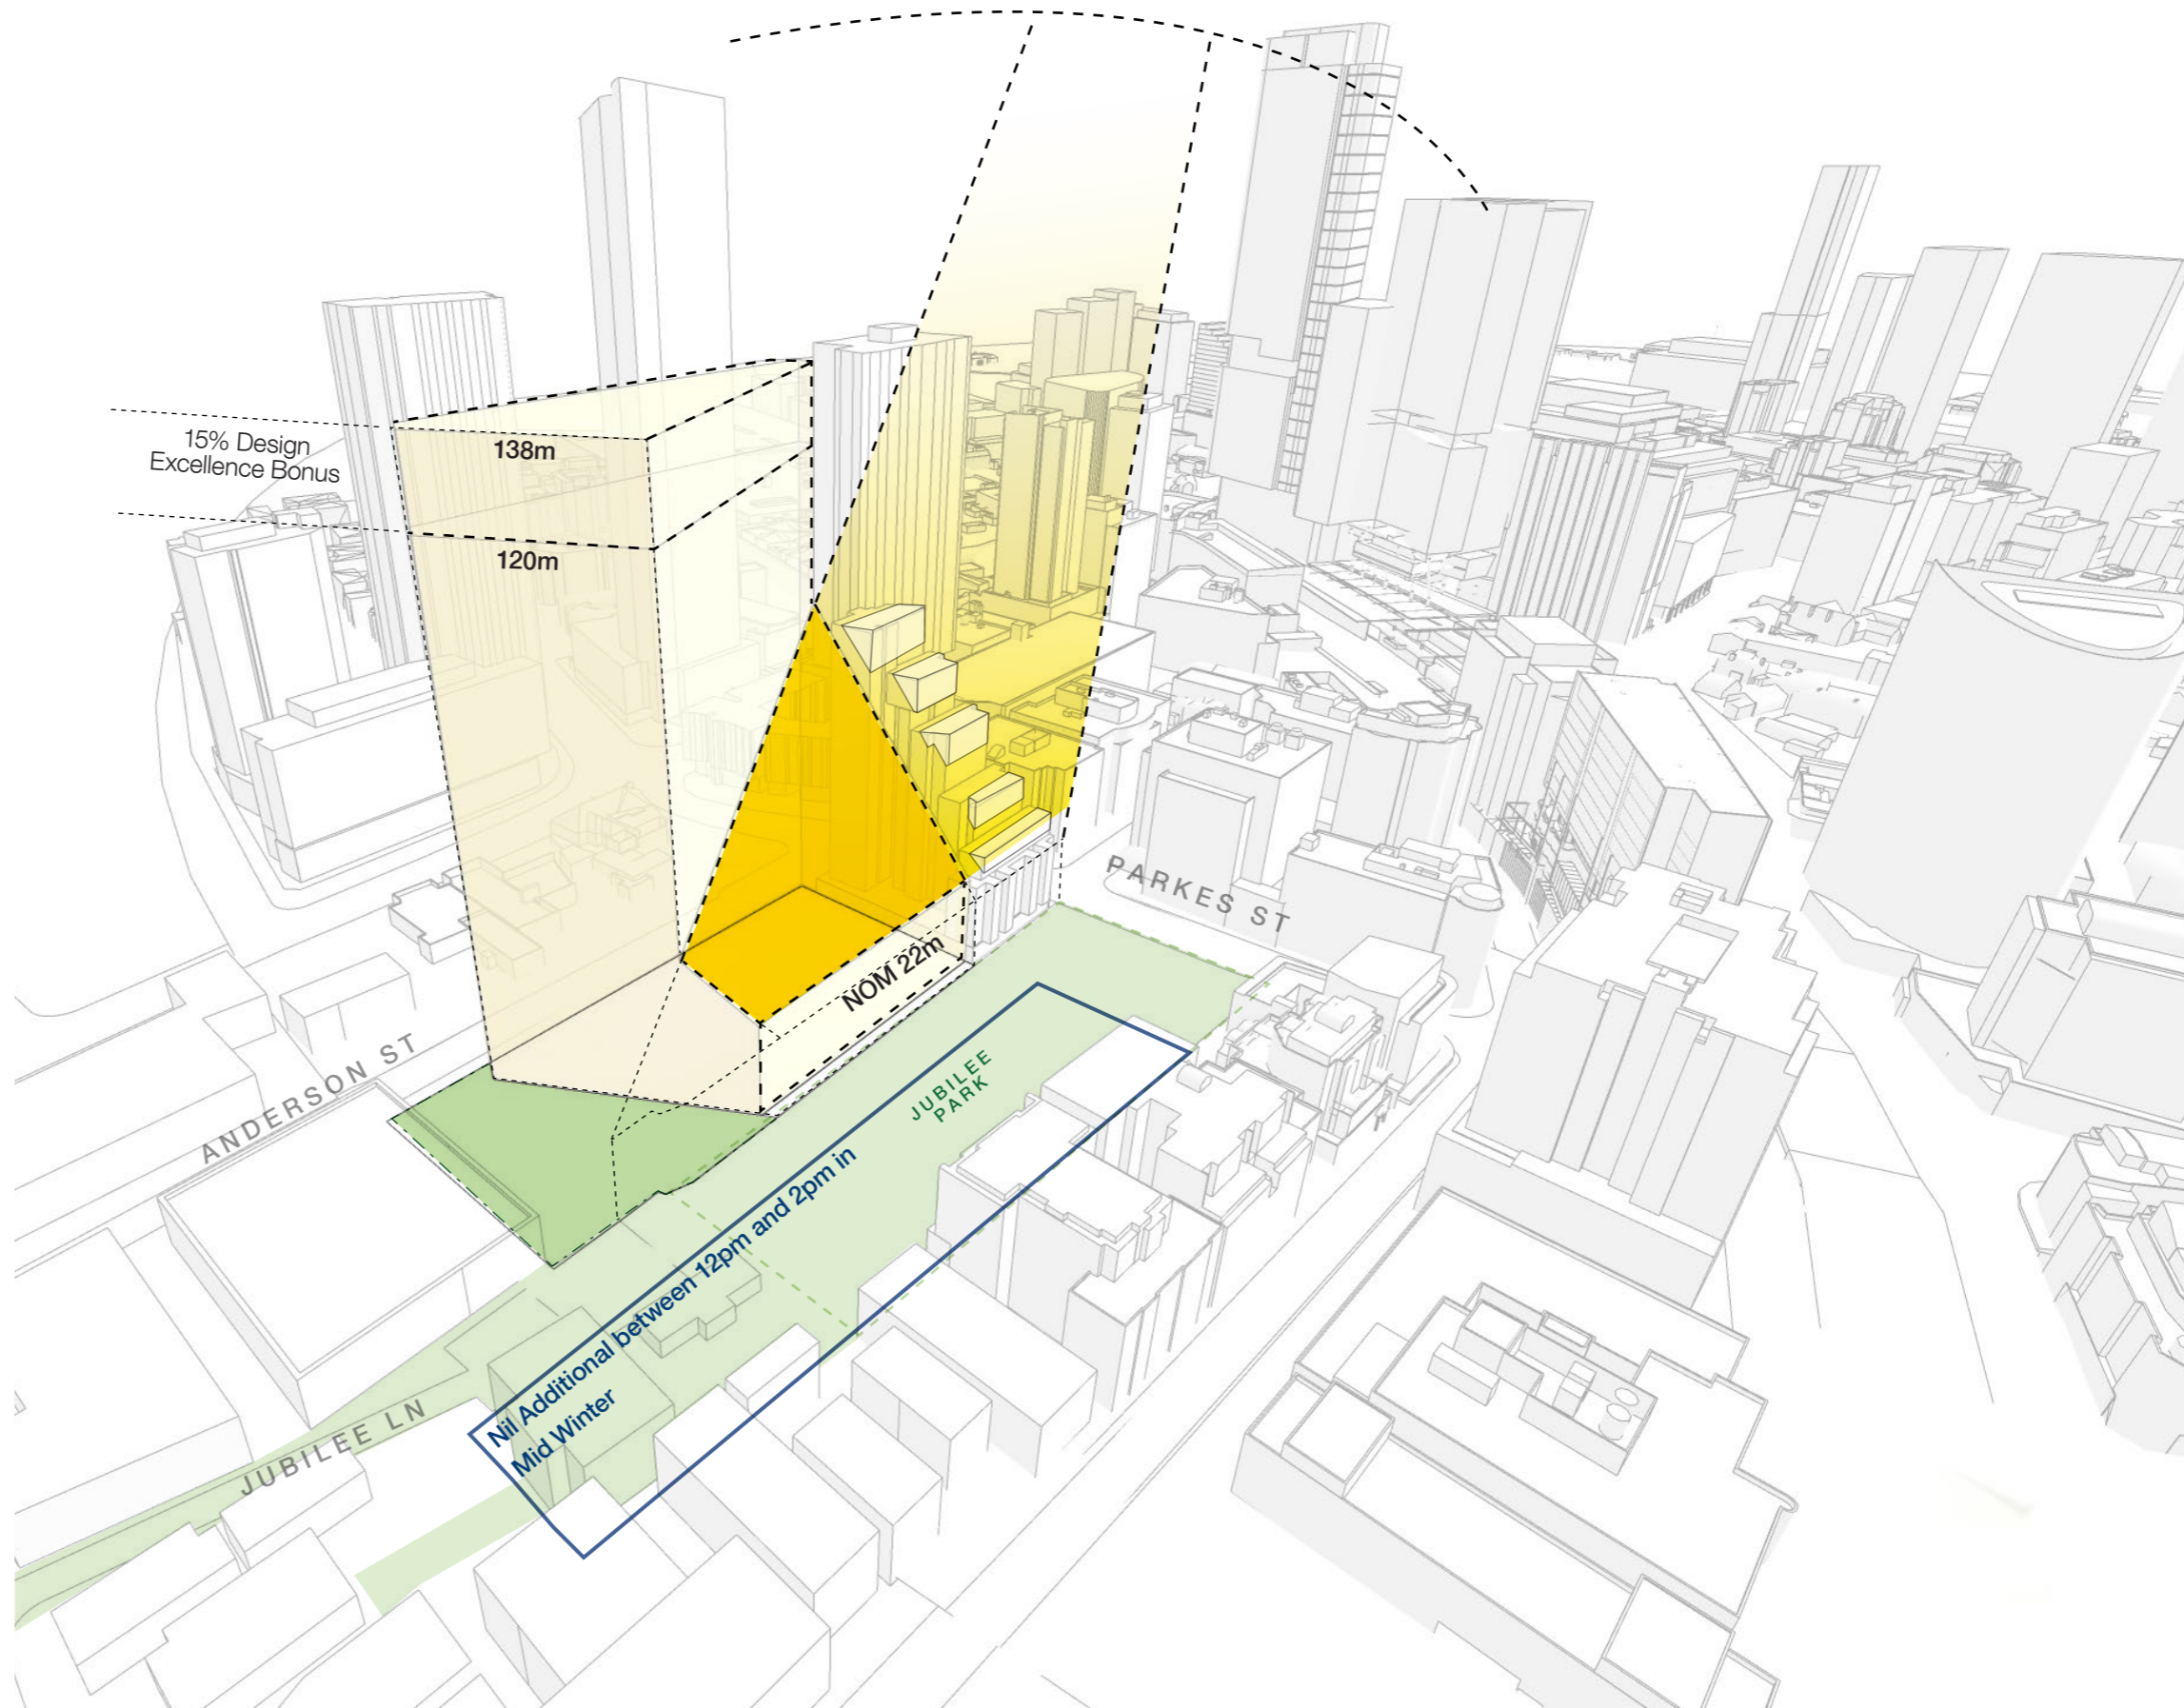 15% Design
Excellence Bonus
138m
120m
NOM 22m
PARKES ST
ANDERSON ST
JUBILEE
PARK
JUBILEE LN
Nil Additional between 12pm and 2pm in
Mid Winter